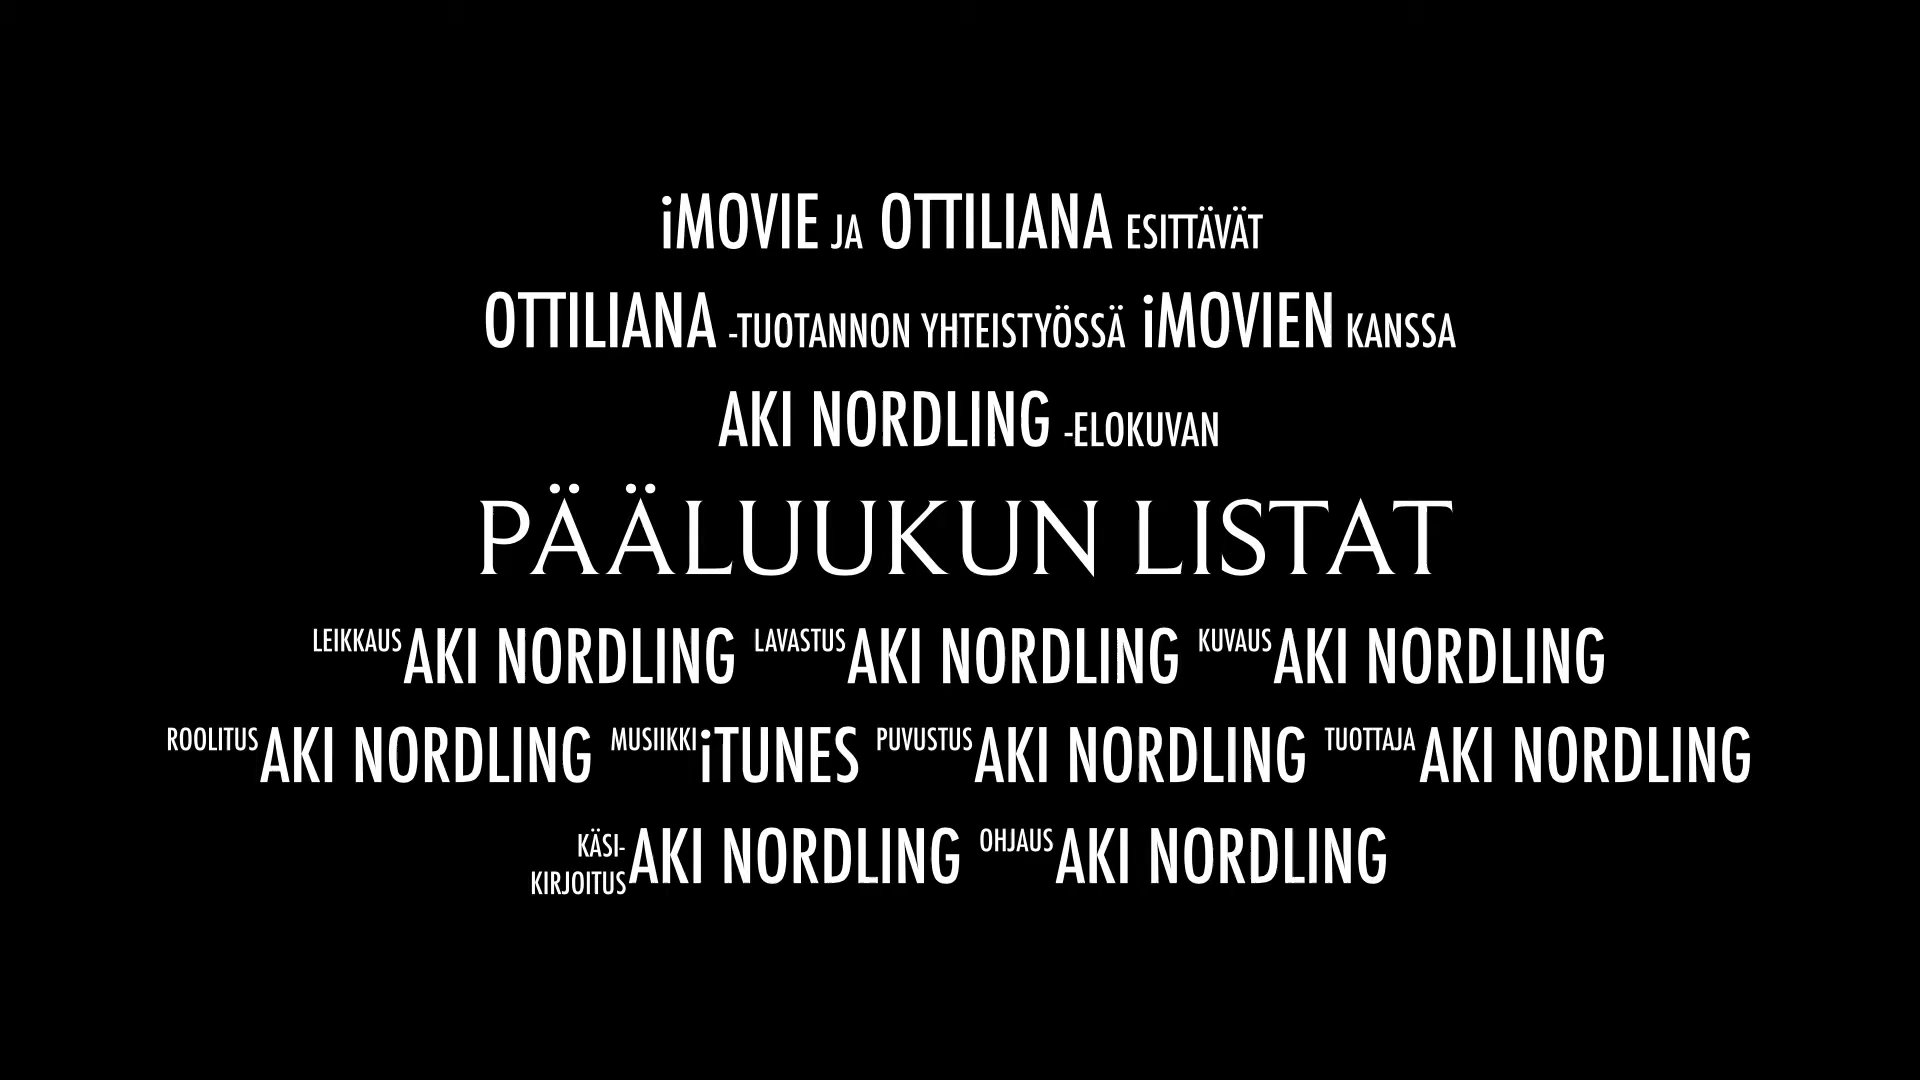 iMOVIE JA OTTILIANA ESITTÄVÄT
OTTILIANA -TUOTANNON YHTEISTYÖSSÄ iMOVIEN KANSSA
AKI NORDLING -ELOKUVAN
PÄÄLUUKUN LISTAT
LEIKKAUS AKI NORDLING LAVASTUS AKI NORDLING KUVAUS AKI NORDLING
ROOLITUS AKI NORDLING MUSIIKKI iTUNES PUVUSTUS AKI NORDLING TUOTTAJA AKI NORDLING
KÄSI-
KIRJOITUS AKI NORDLING OHJAUS AKI NORDLING